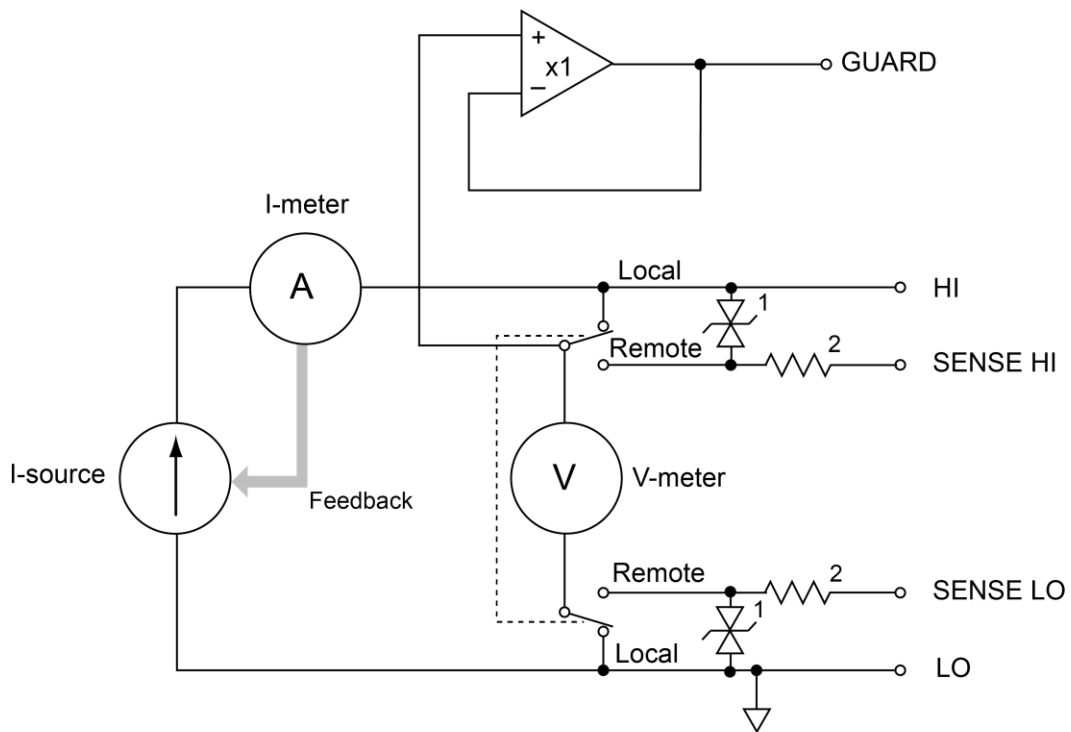 +
x1
−
GUARD
I-meter
A
Local
1
HI
Remote
2
SENSE HI
I-source
Feedback
V
V-meter
Remote
2
SENSE LO
1
Local
LO